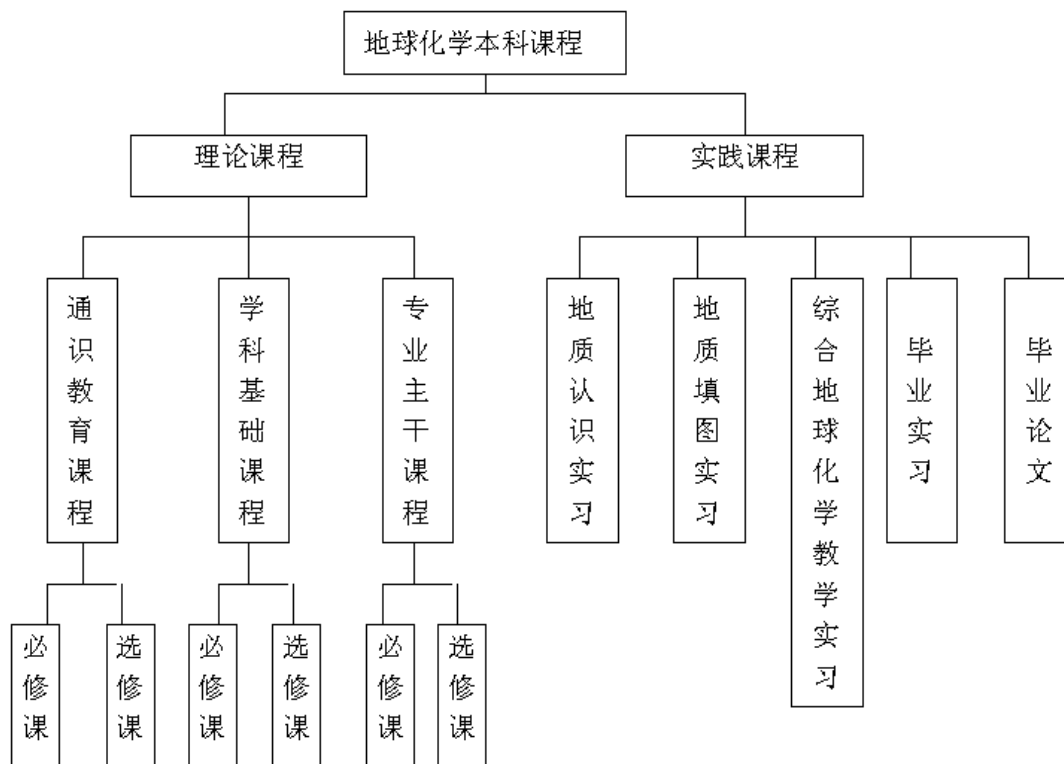 地球化学本科课程
理论课程
实践课程
通识教育课程
学科基础课程
专业主干课程
地质认识实习
地质填图实习
综合地球化学教学实习
毕业实习
毕业论文
必修课
选修课
必修课
选修课
必修课
选修课